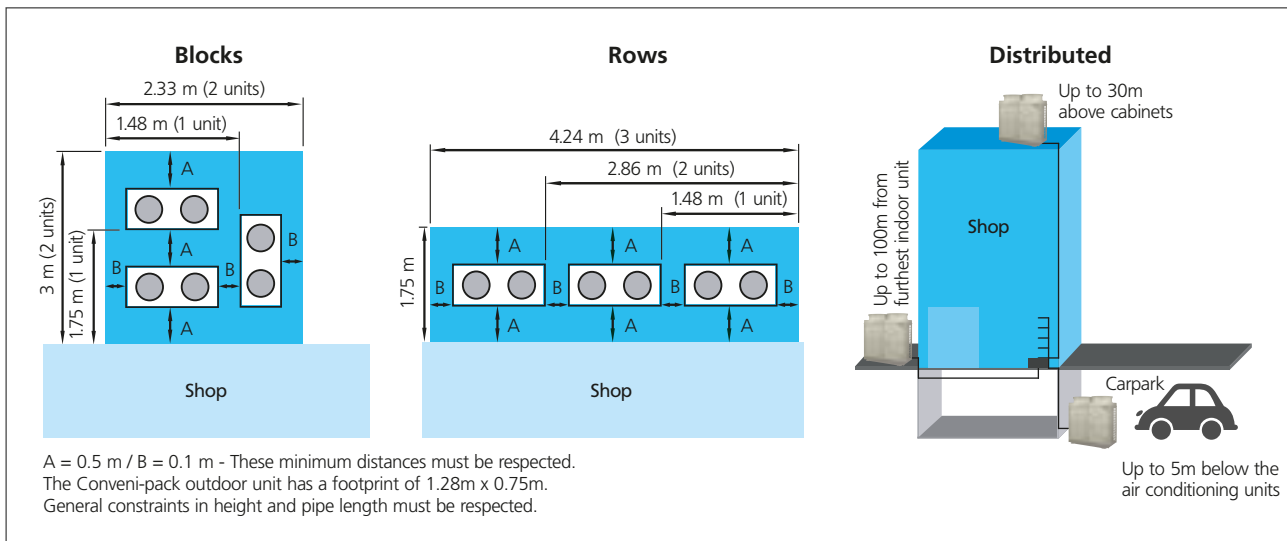 Blocks
2.33 m (2 units)
1.48 m (1 unit)
3 m (2 units)
1.75 m (1 unit)
A
A
B
B
B
A
Shop
Rows
4.24 m (3 units)
2.86 m (2 units)
1.48 m (1 unit)
1.75 m
A
A
A
B
B
B
B
A
A
A
Shop
Distributed
Up to 30m
above cabinets
Up to 100m from
furthest indoor unit
Shop
Carpark
Up to 5m below the
air conditioning units
A = 0.5 m / B = 0.1 m - These minimum distances must be respected.
The Conveni-pack outdoor unit has a footprint of 1.28m x 0.75m.
General constraints in height and pipe length must be respected.